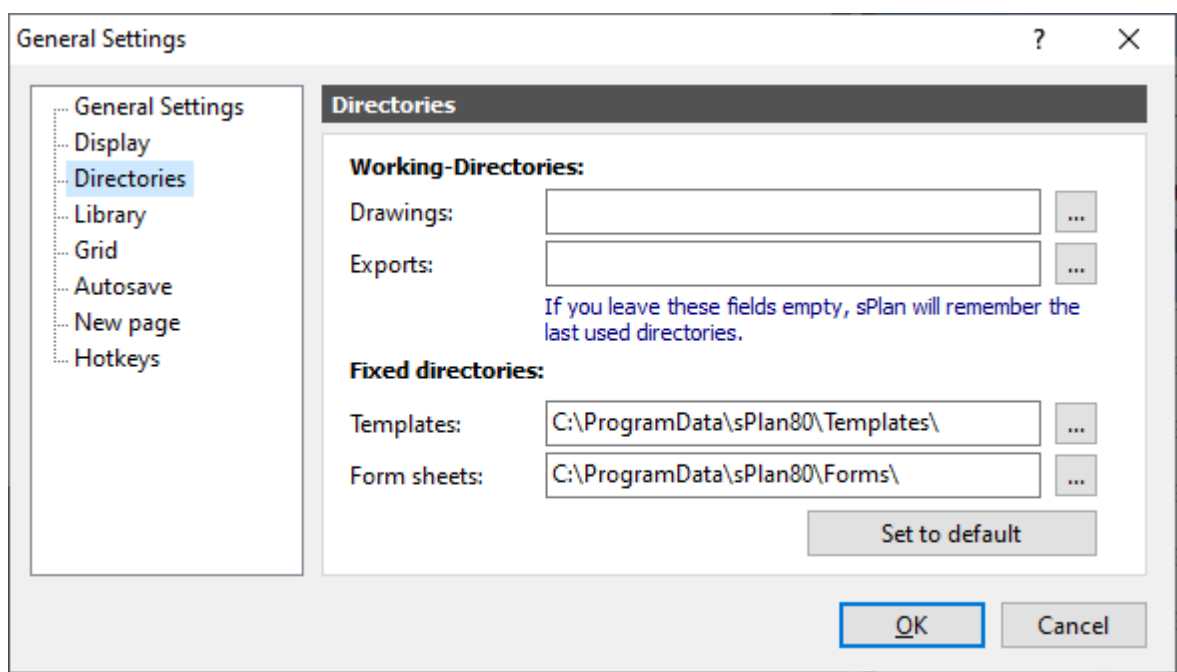 General Settings
?
General Settings
Display
Directories
Library
Grid
Autosave
New page
Hotkeys
Directories
Working-Directories:
Drawings:
...
Exports:
...
If you leave these fields empty, sPlan will remember the
last used directories.
Fixed directories:
Templates: C:\ProgramData\sPlan80\Templates\ ...
Form sheets: C:\ProgramData\sPlan80\Forms\ ...
Set to default
OK
Cancel